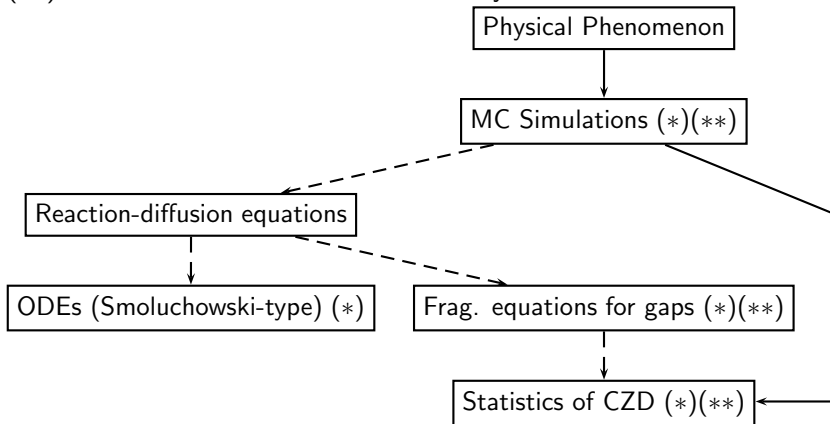 Physical Phenomenon
MC Simulations (∗)(∗∗)
Reaction-diffusion equations
ODEs (Smoluchowski-type) (∗)
Frag. equations for gaps (∗)(∗∗)
Statistics of CZD (∗)(∗∗)